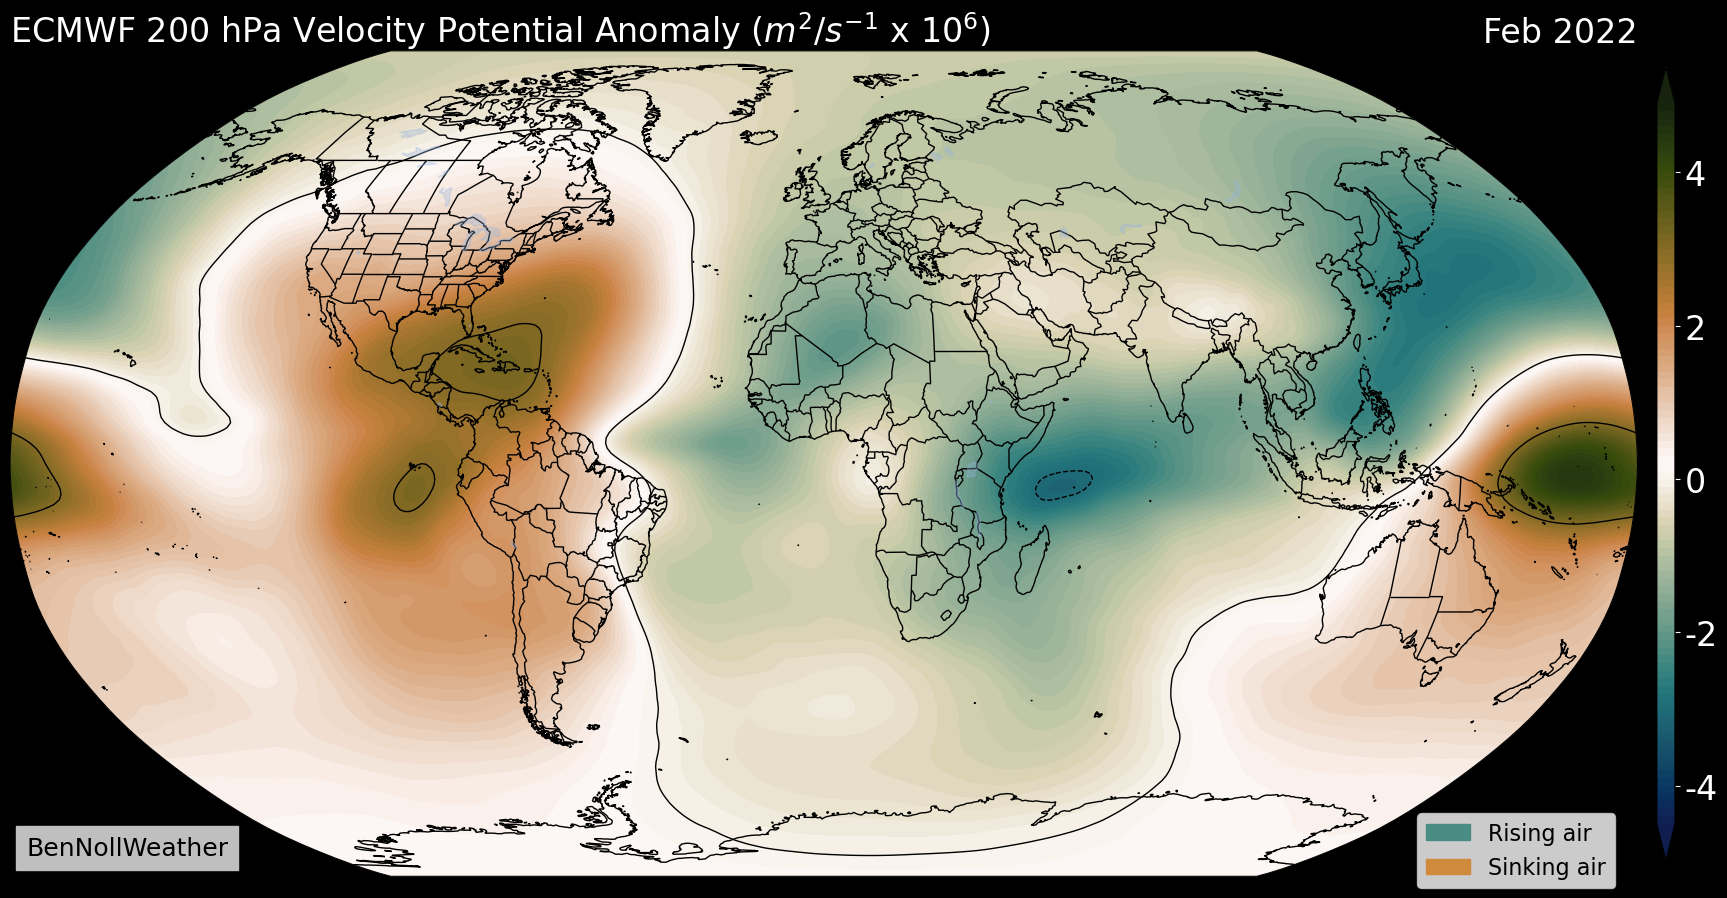 ECMWF 200 hPa Velocity Potential Anomaly (m²/s⁻¹ x 10⁶)
Feb 2022
4
2
0
-2
-4
BenNollWeather
Rising air
Sinking air